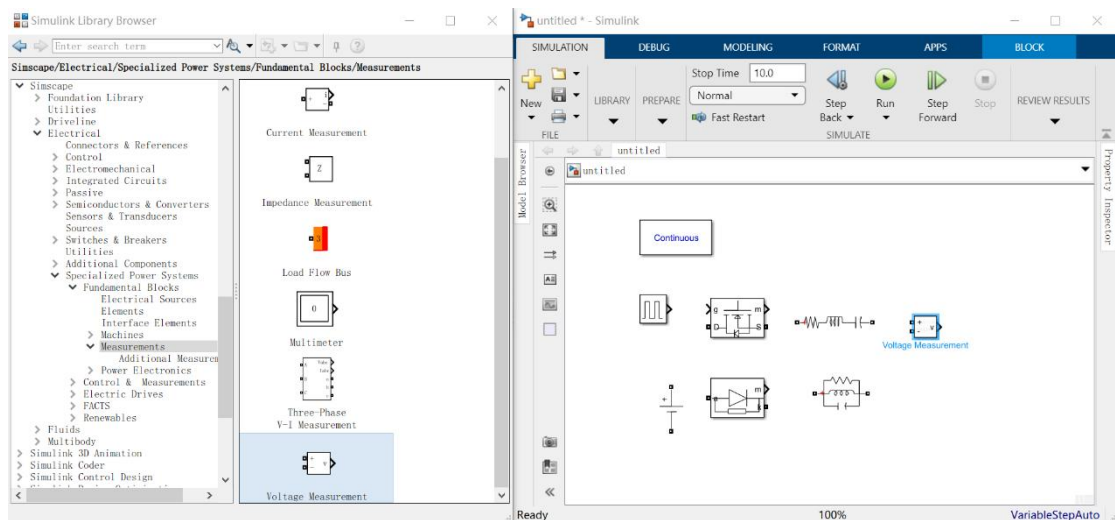 Simulink Library Browser
Enter search term
Simscape/Electrical/Specialized Power Systems/Fundamental Blocks/Measurements
Simscape
Foundation Library
Utilities
Driveline
Electrical
Connectors & References
Control
Electromechanical
Integrated Circuits
Passive
Semiconductors & Converters
Sensors & Transducers
Sources
Switches & Breakers
Utilities
Additional Components
Specialized Power Systems
Fundamental Blocks
Electrical Sources
Elements
Interface Elements
Machines
Measurements
Additional Measurem
Power Electronics
Control & Measurements
Electric Drives
FACTS
Renewables
Fluids
Multibody
Simulink 3D Animation
Simulink Coder
Simulink Control Design
i
Current Measurement
Z
Impedance Measurement
Load Flow Bus
0
Multimeter
Three-Phase
V-I Measurement
v
Voltage Measurement
untitled * - Simulink
SIMULATION DEBUG MODELING FORMAT APPS BLOCK
New
FILE
LIBRARY
PREPARE
Stop Time 10.0
Normal
Fast Restart
Step Back
Run
Step Forward
Stop
SIMULATE
REVIEW RESULTS
Model Browser
Property Inspector
untitled
untitled
Continuous
g m
D S
v
Voltage Measurement
m
Ready 100% VariableStepAuto